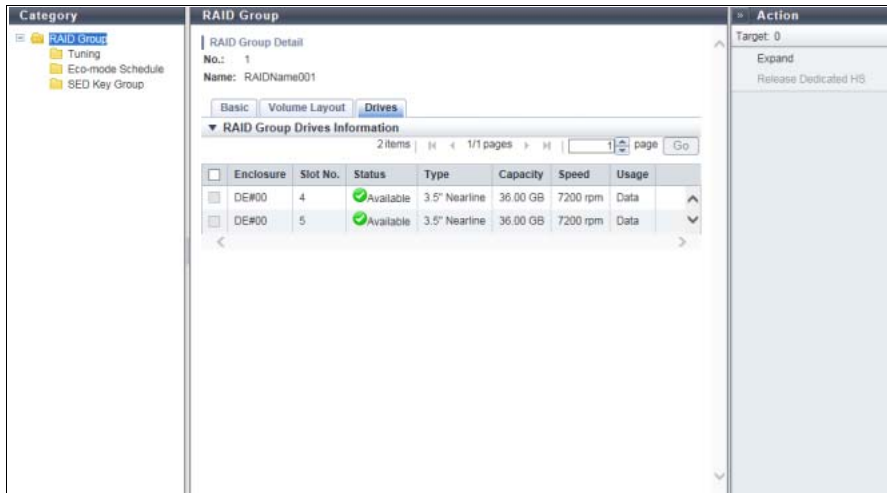 Category
RAID Group
Tuning
Eco-mode Schedule
SED Key Group
RAID Group
RAID Group Detail
No.: 1
Name: RAIDName001
Basic Volume Layout Drives
RAID Group Drives Information
2 items 1/1 pages 1 page Go
Enclosure Slot No. Status Type Capacity Speed Usage
DE#00 4 Available 3.5" Nearline 36.00 GB 7200 rpm Data
DE#00 5 Available 3.5" Nearline 36.00 GB 7200 rpm Data
» Action
Target: 0
Expand
Release Dedicated HS